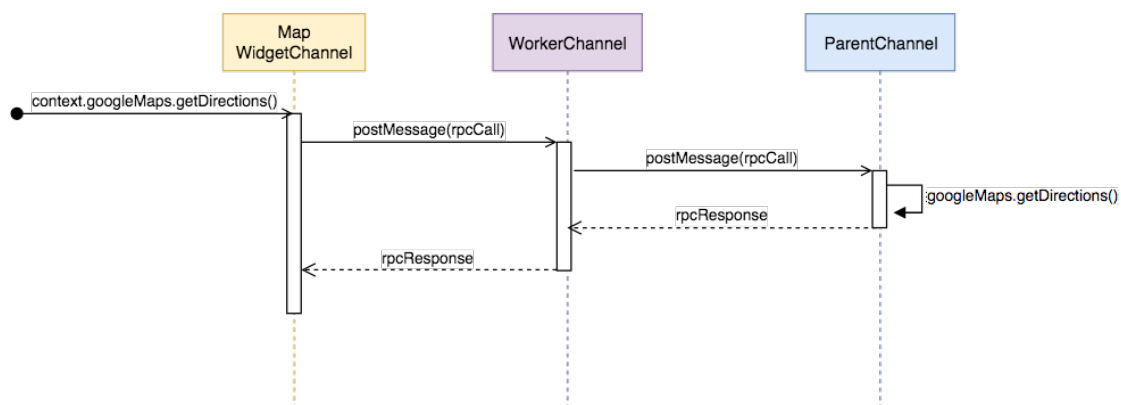 Map
WidgetChannel
WorkerChannel
ParentChannel
context.googleMaps.getDirections()
postMessage(rpcCall)
postMessage(rpcCall)
googleMaps.getDirections()
rpcResponse
rpcResponse